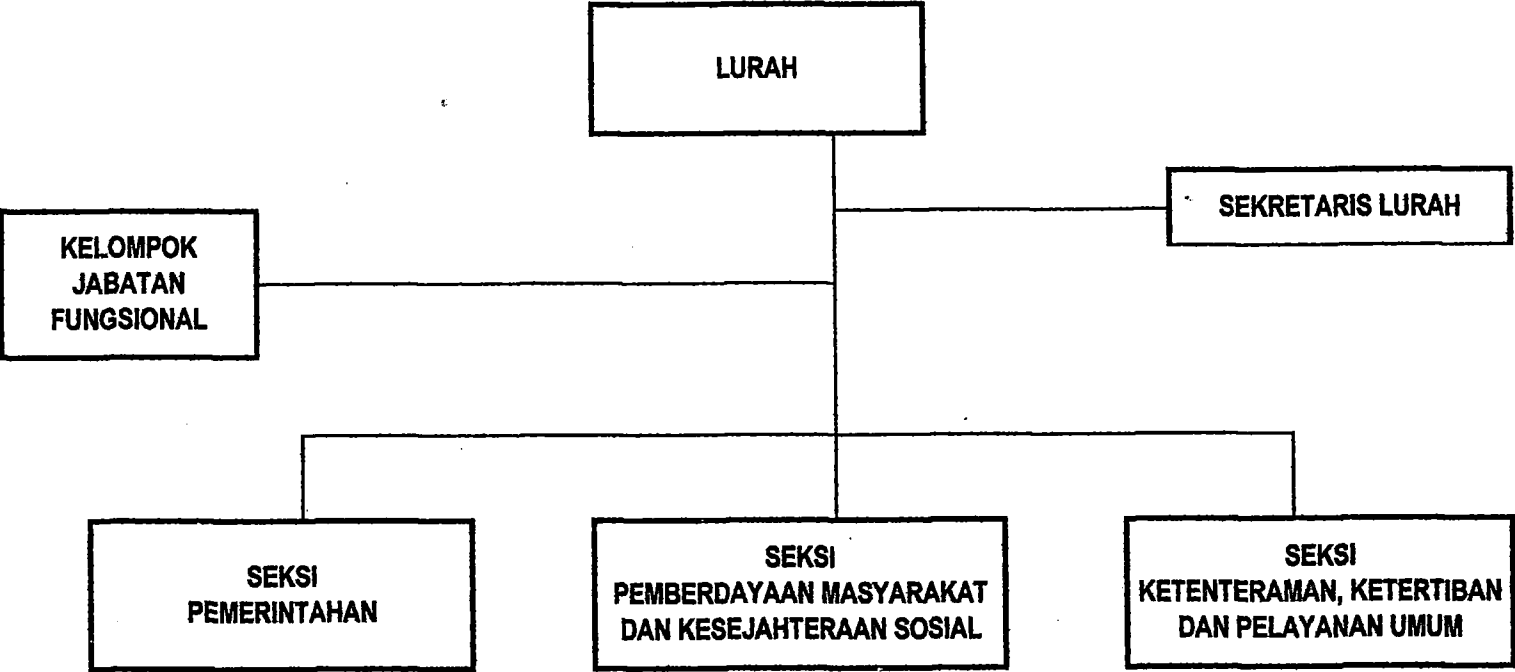 LURAH
SEKRETARIS LURAH
KELOMPOK
JABATAN
FUNGSIONAL
SEKSI
PEMERINTAHAN
SEKSI
PEMBERDAYAAN MASYARAKAT
DAN KESEJAHTERAAN SOSIAL
SEKSI
KETENTERAMAN, KETERTIBAN
DAN PELAYANAN UMUM